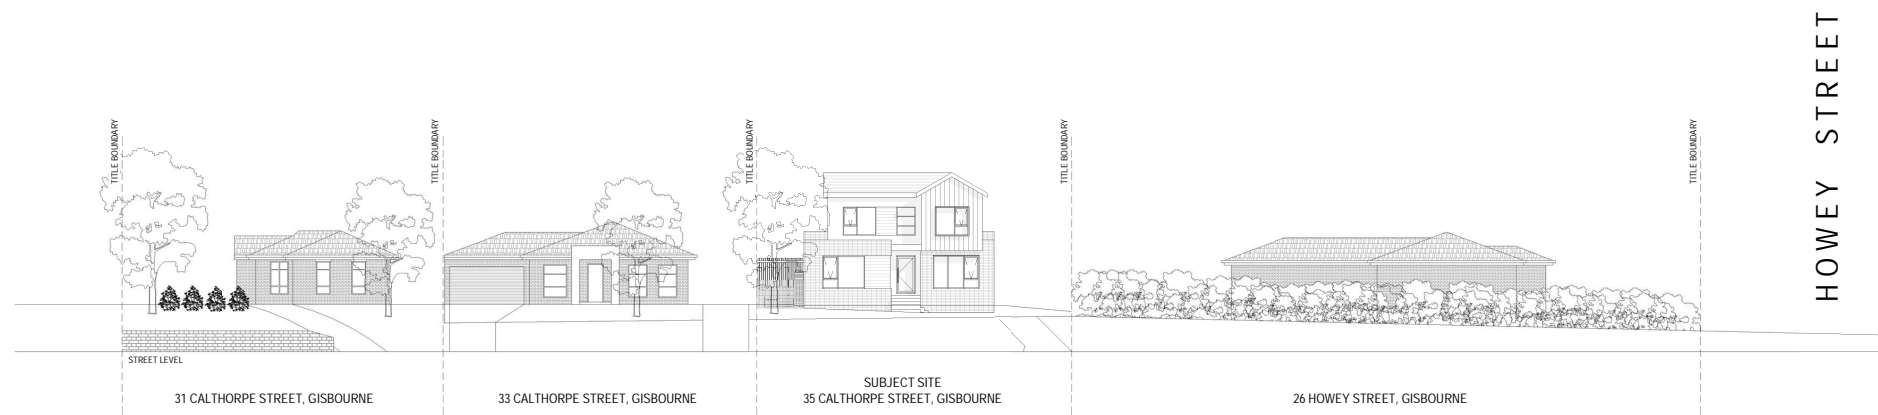 TITLE BOUNDARY
TITLE BOUNDARY
TITLE BOUNDARY
TITLE BOUNDARY
TITLE BOUNDARY
HOWEY STREET
STREET LEVEL
31 CALTHORPE STREET, GISBOURNE
33 CALTHORPE STREET, GISBOURNE
SUBJECT SITE
35 CALTHORPE STREET, GISBOURNE
26 HOWEY STREET, GISBOURNE